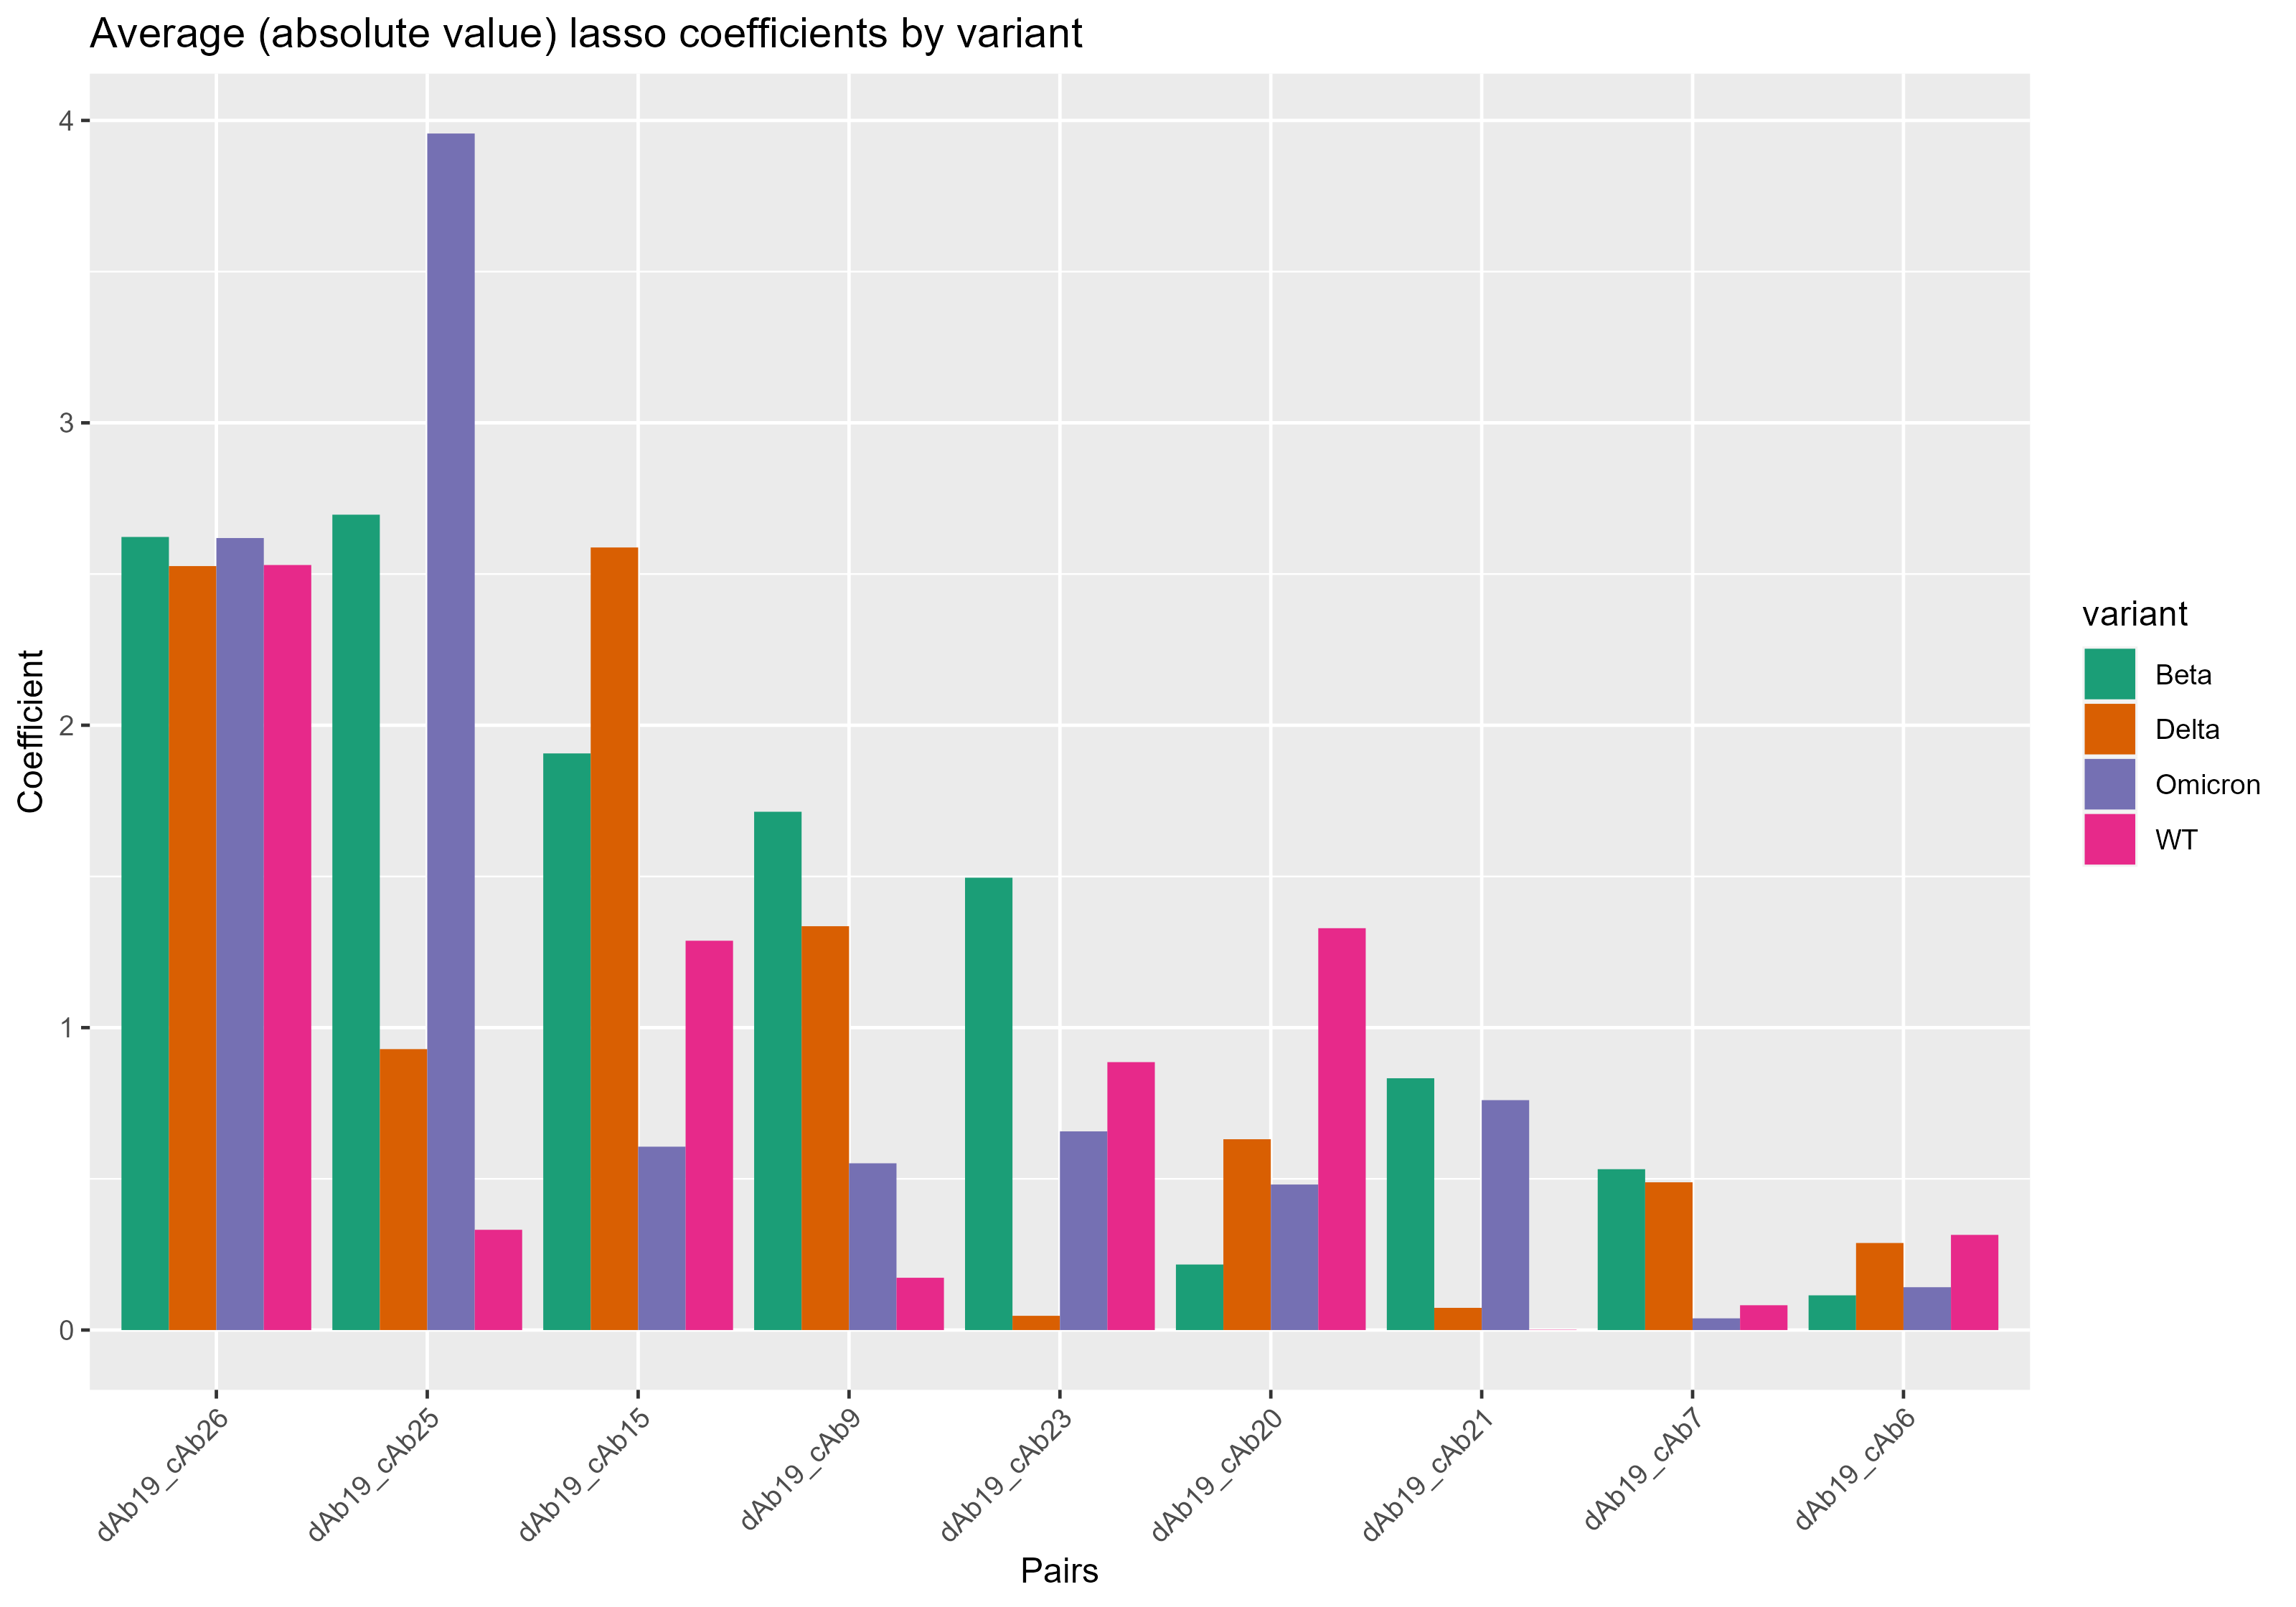 Average (absolute value) lasso coefficients by variant
4
3
2
1
0
Coefficient
dAb19_cAb26
dAb19_cAb25
dAb19_cAb15
dAb19_cAb9
dAb19_cAb23
dAb19_cAb20
dAb19_cAb21
dAb19_cAb7
dAb19_cAb6
Pairs
variant
Beta
Delta
Omicron
WT